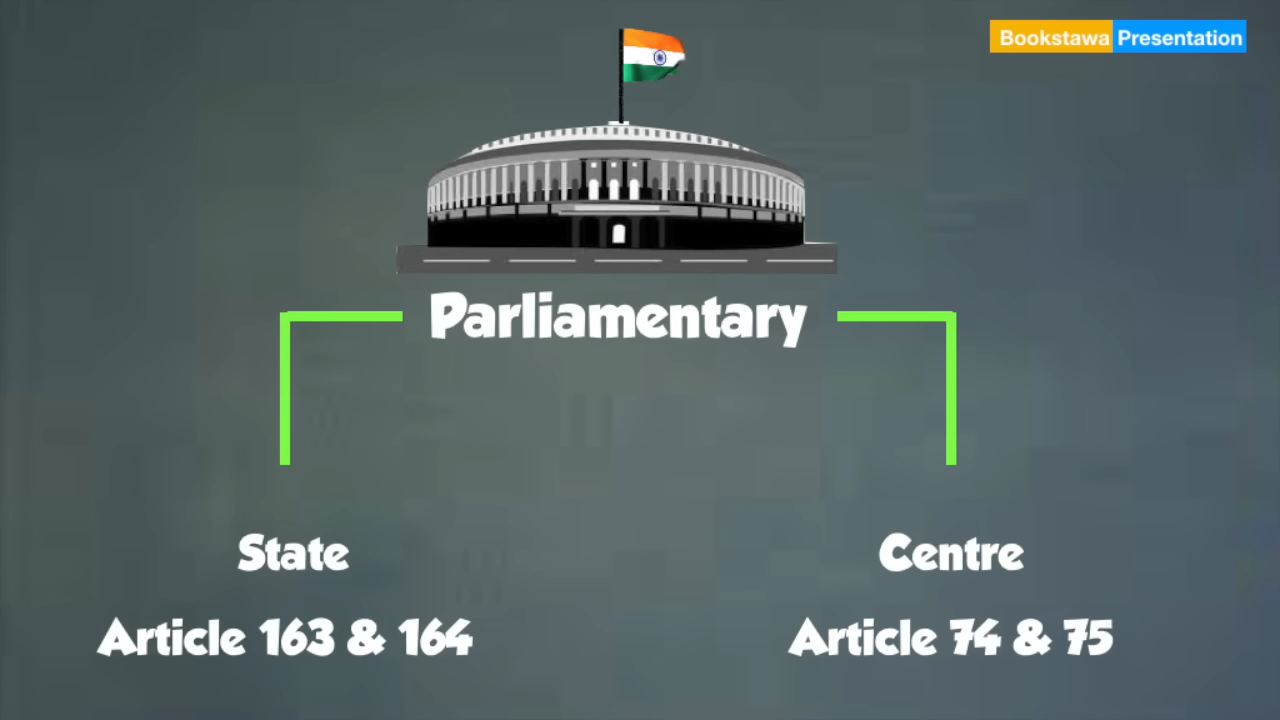 Bookstawa Presentation
Parliamentary
State
Centre
Article 163 & 164
Article 74 & 75